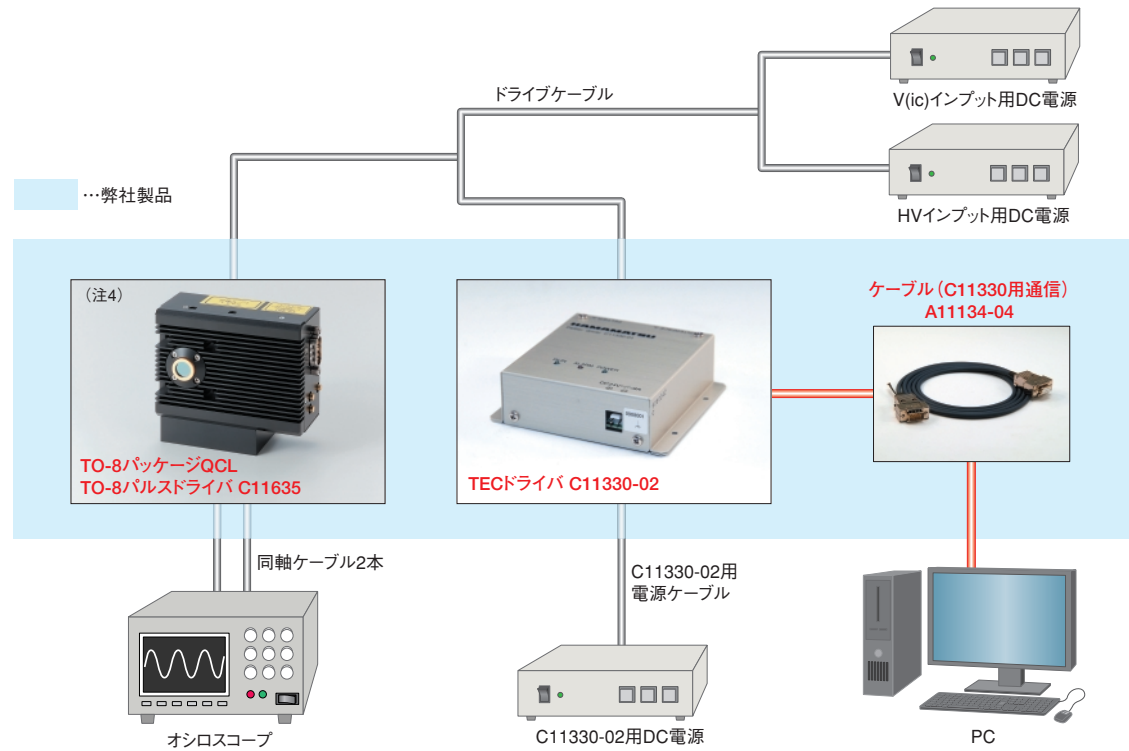 V(ic)インプット用DC電源
ドライブケーブル
HVインプット用DC電源
…弊社製品
（注4）
TO-8パッケージQCL
TO-8パルスドライバ C11635
HAMAMATSU
TECドライバ C11330-02
ケーブル（C11330用通信）
A11134-04
同軸ケーブル2本
C11330-02用
電源ケーブル
オシロスコープ
C11330-02用DC電源
PC